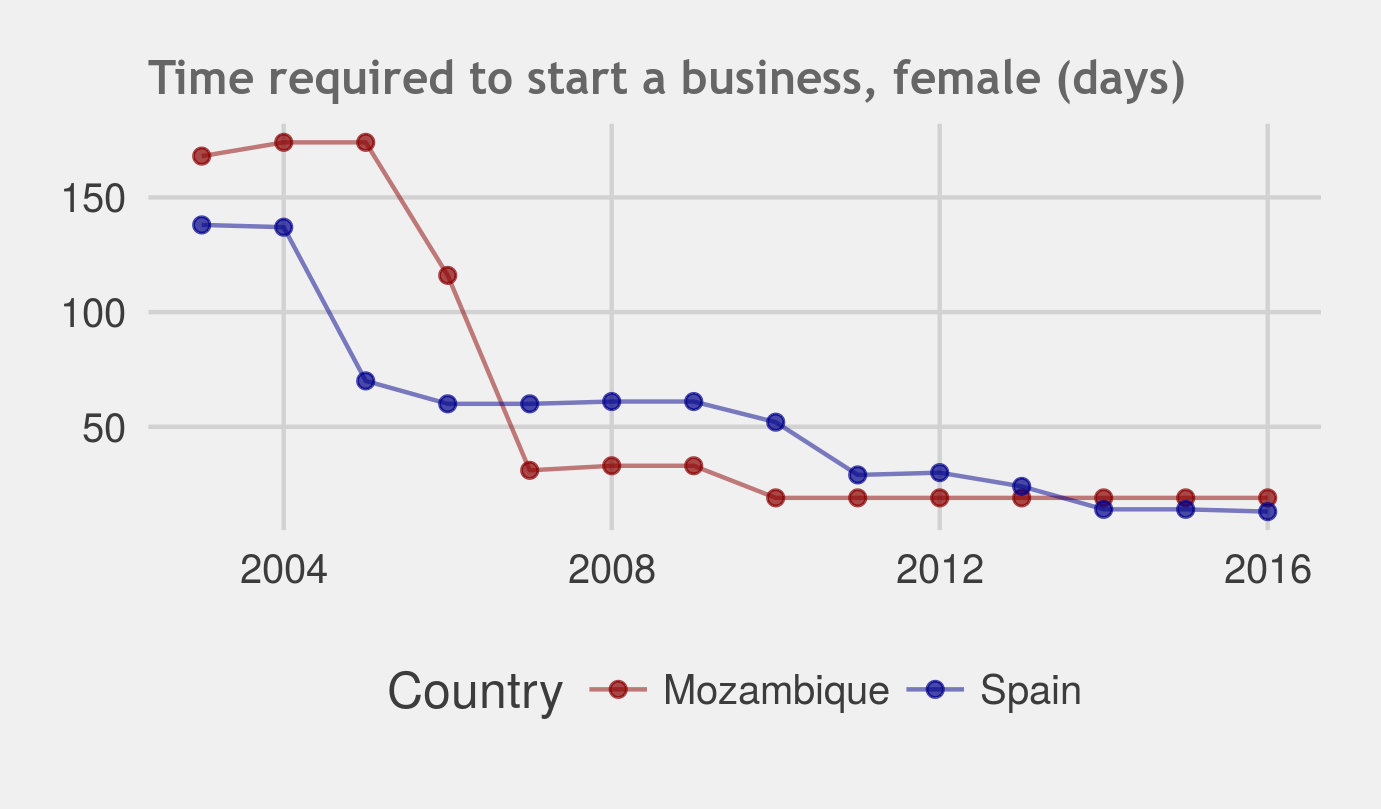 Time required to start a business, female (days)
150
100
50
2004 2008 2012 2016
Country Mozambique Spain